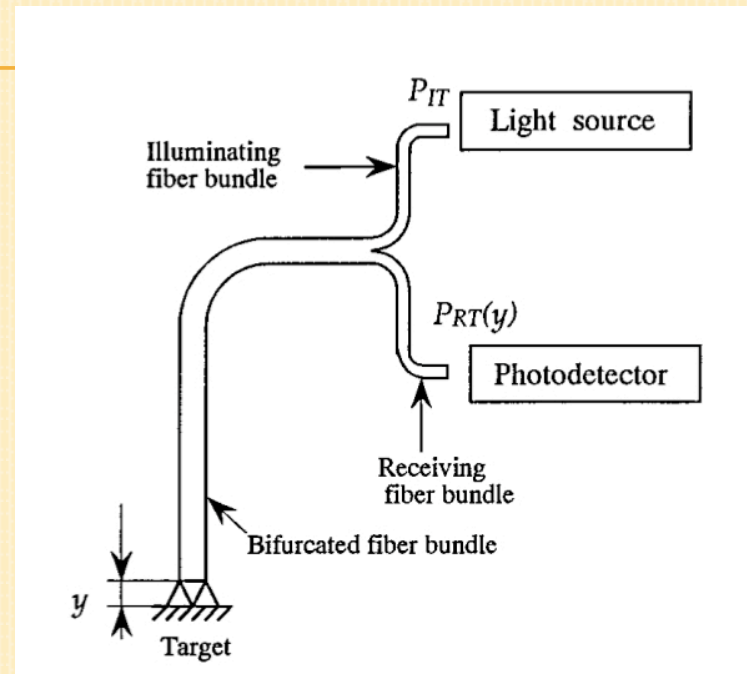 P_IT
Light source
Illuminating
fiber bundle
P_RT(y)
Photodetector
Receiving
fiber bundle
Bifurcated fiber bundle
y
Target